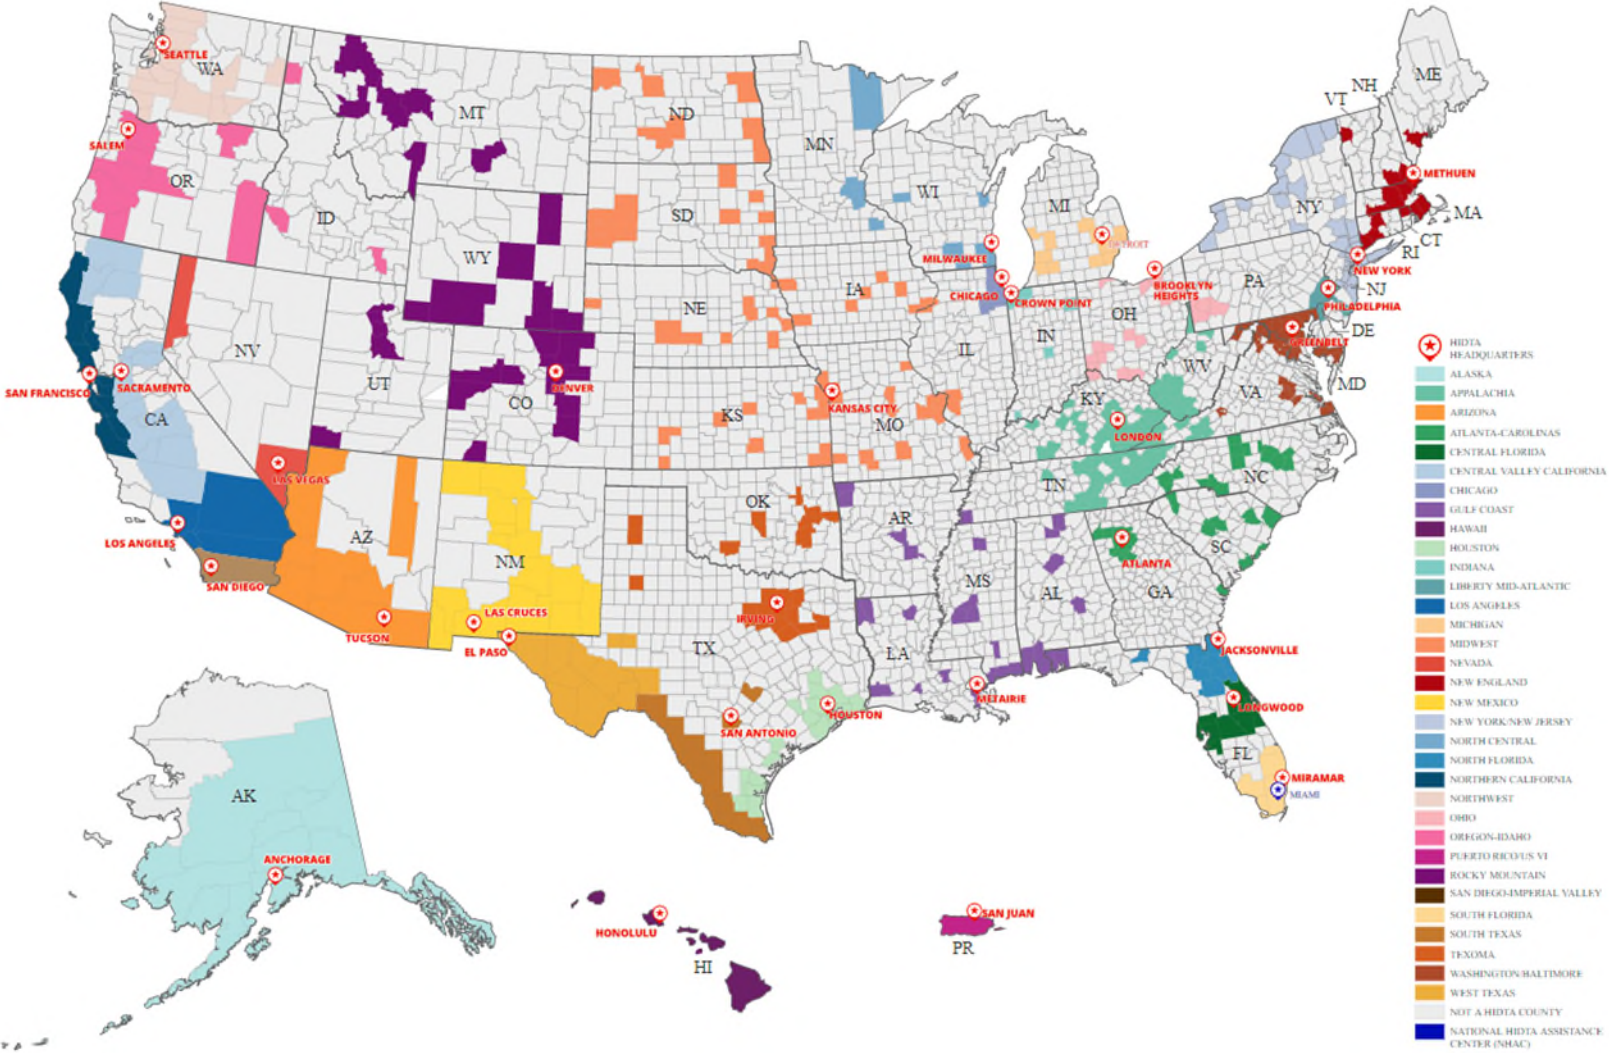 ME
NH
VT
SEATTLE
WA
MT
ND
MN
SALEM
OR
ID
SD
WI
MI
NY
METHUEN
MA
CT
RI
DETROIT
WY
MILWAUKEE
NEW YORK
BROOKLYN
HEIGHTS
PA
NJ
CHICAGO
CROWN POINT
PHILADELPHIA
NE
IA
OH
IN
IL
DE
GREENBELT
NV
UT
DENVER
WV
MD
SAN FRANCISCO
SACRAMENTO
CO
KS
KANSAS CITY
MO
KY
VA
CA
LONDON
LAS VEGAS
TN
NC
OK
AR
LOS ANGELES
AZ
NM
SC
ATLANTA
SAN DIEGO
MS
AL
GA
TUCSON
LAS CRUCES
EL PASO
IRVING
TX
LA
JACKSONVILLE
METAIRIE
LONGWOOD
HOUSTON
SAN ANTONIO
FL
MIRAMAR
MIAMI
AK
ANCHORAGE
HONOLULU
HI
SAN JUAN
PR
HIDTA
HEADQUARTERS
ALASKA
APPALACHIA
ARIZONA
ATLANTA-CAROLINAS
CENTRAL FLORIDA
CENTRAL VALLEY CALIFORNIA
CHICAGO
GULF COAST
HAWAII
HOUSTON
INDIANA
LIBERTY MID-ATLANTIC
LOS ANGELES
MICHIGAN
MIDWEST
NEVADA
NEW ENGLAND
NEW MEXICO
NEW YORK/NEW JERSEY
NORTH CENTRAL
NORTH FLORIDA
NORTHERN CALIFORNIA
NORTHWEST
OHIO
OREGON-IDAHO
PUERTO RICO/US VI
ROCKY MOUNTAIN
SAN DIEGO-IMPERIAL VALLEY
SOUTH FLORIDA
SOUTH TEXAS
TEXOMA
WASHINGTON/BALTIMORE
WEST TEXAS
NOT A HIDTA COUNTY
NATIONAL HIDTA ASSISTANCE
CENTER (NHAC)